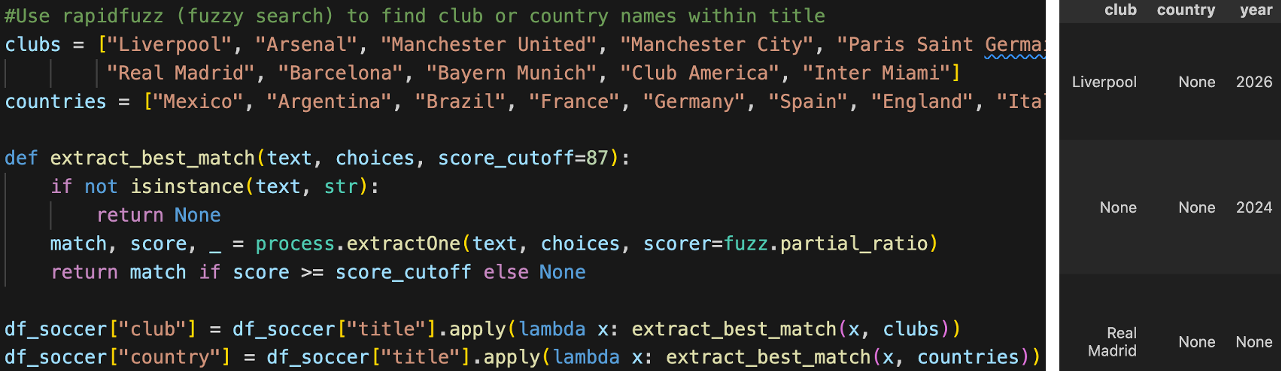 #Use rapidfuzz (fuzzy search) to find club or country names within title
clubs = ["Liverpool", "Arsenal", "Manchester United", "Manchester City", "Paris Saint
"Real Madrid", "Barcelona", "Bayern Munich", "Club America", "Inter Miami"]
countries = ["Mexico", "Argentina", "Brazil", "France", "Germany", "Spain", "England",
def extract_best_match(text, choices, score_cutoff=87):
if not isinstance(text, str):
return None
match, score, _ = process.extractOne(text, choices, scorer=fuzz.partial_ratio)
return match if score >= score_cutoff else None
df_soccer["club"] = df_soccer["title"].apply(lambda x: extract_best_match(x, clubs))
df_soccer["country"] = df_soccer["title"].apply(lambda x: extract_best_match(x, countries))
club country year
Liverpool None 2026
None None 2024
Real
Madrid None None